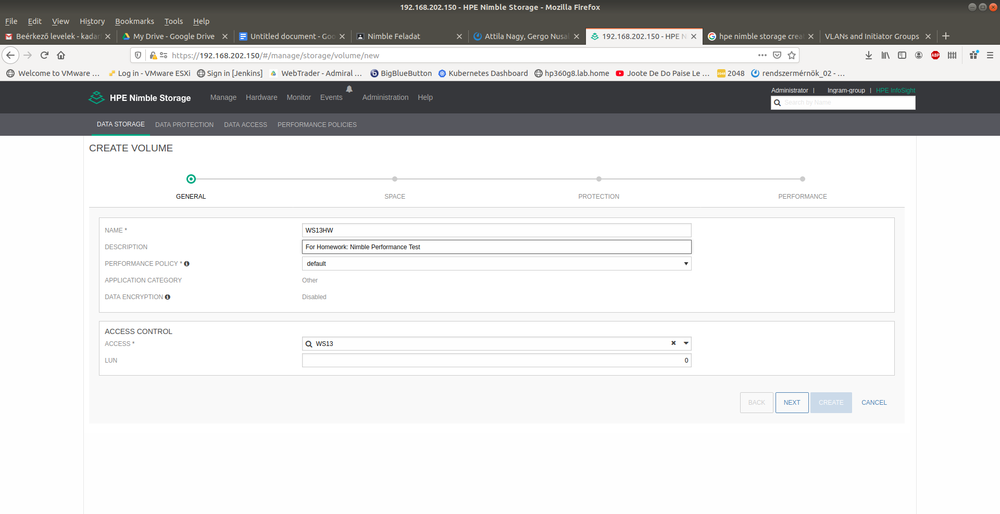 192.168.202.150 - HPE Nimble Storage - Mozilla Firefox
File Edit View History Bookmarks Tools Help
Beérkező levelek - kadar My Drive - Google Drive Untitled document - Goo Nimble Feladat Attila Nagy, Gergo Nusal 192.168.202.150 - HPE N hpe nimble storage crea VLANs and Initiator Groups
https://192.168.202.150/#/manage/storage/volume/new
ABP
Welcome to VMware ... Log in - VMware ESXi Sign in [Jenkins] WebTrader - Admiral ... BigBlueButton Kubernetes Dashboard hp360g8.lab.home Joote De Do Paise Le ... 2048 rendszermérnök_02 - ...
HPE Nimble Storage Manage Hardware Monitor Events Administration Help
Administrator | Ingram-group | HPE InfoSight
Search by Name
DATA STORAGE DATA PROTECTION DATA ACCESS PERFORMANCE POLICIES
CREATE VOLUME
GENERAL SPACE PROTECTION PERFORMANCE
NAME * WS13HW
DESCRIPTION For Homework: Nimble Performance Test
PERFORMANCE POLICY * default
APPLICATION CATEGORY Other
DATA ENCRYPTION Disabled
ACCESS CONTROL
ACCESS * WS13
LUN 0
BACK NEXT CREATE CANCEL